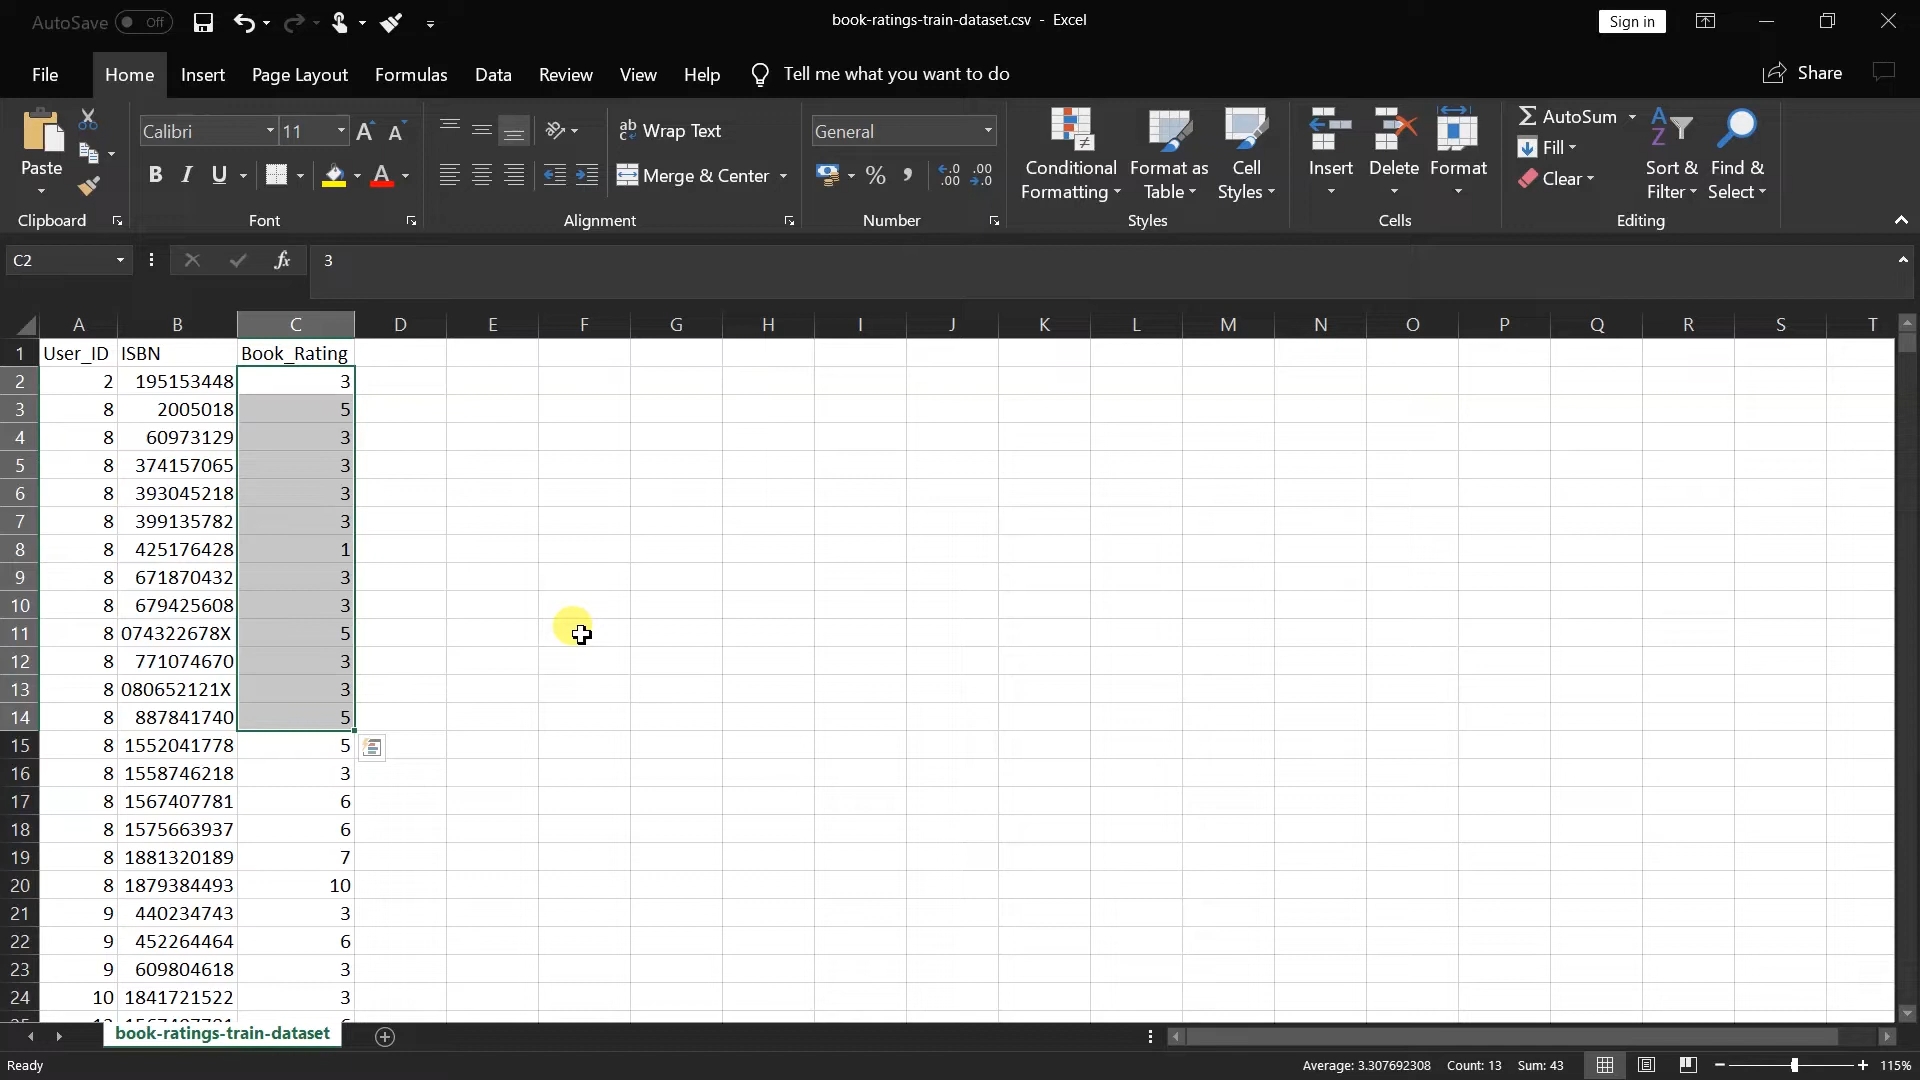 AutoSave Off book-ratings-train-dataset.csv - Excel Sign in
File Home Insert Page Layout Formulas Data Review View Help Tell me what you want to do Share
Paste Calibri 11 A A Wrap Text General Conditional Formatting Format as Table Cell Styles Insert Delete Format AutoSum Fill Clear Sort & Filter Find & Select
B I U A Merge & Center % , .00 .00
Clipboard Font Alignment Number Styles Cells Editing
C2 fx 3
A B C D E F G H I J K L M N O P Q R S T
1 User_ID ISBN Book_Rating
2 2 195153448 3
3 8 2005018 5
4 8 60973129 3
5 8 374157065 3
6 8 393045218 3
7 8 399135782 3
8 8 425176428 1
9 8 671870432 3
10 8 679425608 3
11 8 074322678X 5
12 8 771074670 3
13 8 080652121X 3
14 8 887841740 5
15 8 1552041778 5
16 8 1558746218 3
17 8 1567407781 6
18 8 1575663937 6
19 8 1881320189 7
20 8 1879384493 10
21 9 440234743 3
22 9 452264464 6
23 9 609804618 3
24 10 1841721522 3
book-ratings-train-dataset
Ready Average: 3.307692308 Count: 13 Sum: 43 115%